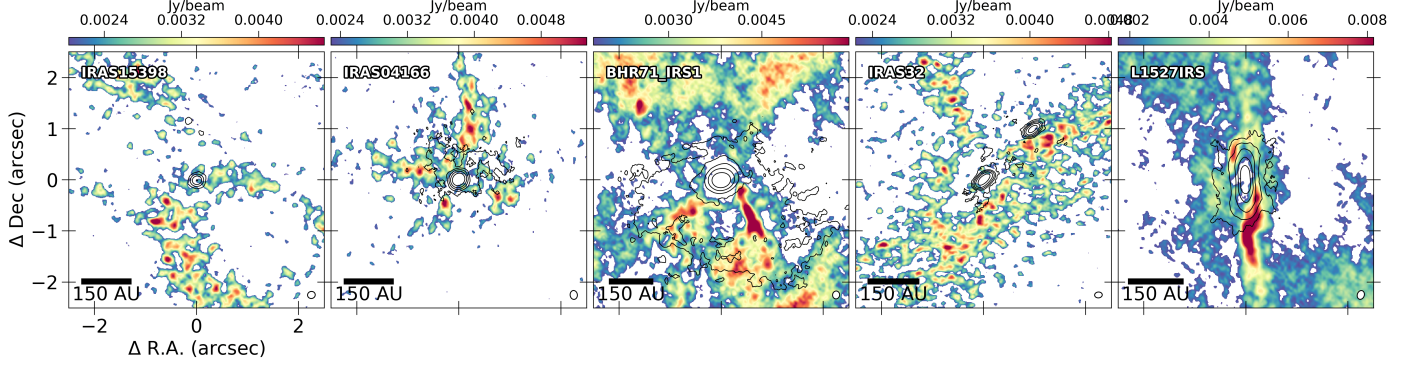 Jy/beam Jy/beam Jy/beam Jy/beam Jy/beam
0.0024 0.0032 0.0040 0.0024 0.0032 0.0040 0.0048 0.0030 0.0045 0.0024 0.0032 0.0040 0.0048 0.002 0.004 0.006 0.008
IRAS15398 IRAS04166 BHR71_IRS1 IRAS32 L1527IRS
2
1
0
−1
−2
Δ Dec (arcsec)
150 AU 150 AU 150 AU 150 AU 150 AU
−2 0 2
Δ R.A. (arcsec)